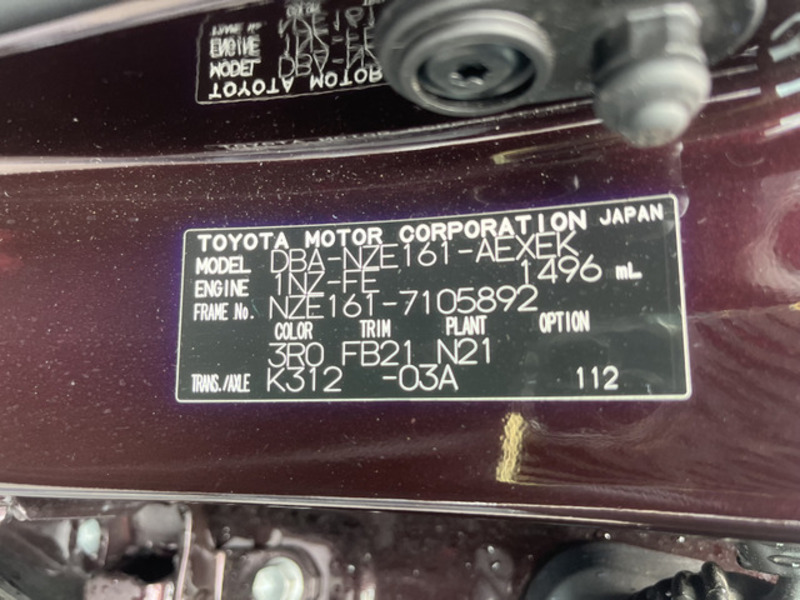 TOYOTA MOTOR CORPORATION JAPAN
MODEL DBA-NZE161-AEXEK
ENGINE 1NZ-FE 1496 mL
FRAME No. NZE161-7105892
COLOR TRIM PLANT OPTION
3R0 FB21 N21
TRANS./AXLE K312 -03A 112